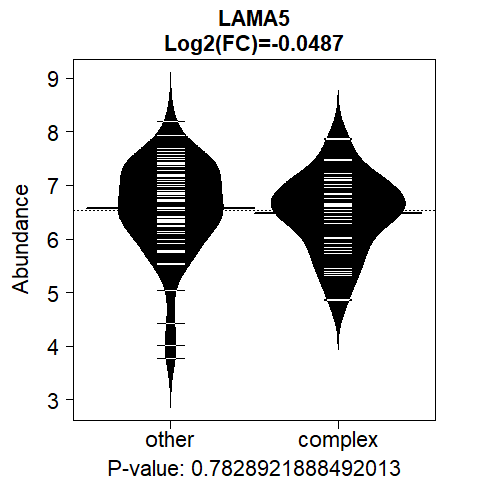 LAMA5
Log2(FC)=-0.0487
Abundance
9
8
7
6
5
4
3
other complex
P-value: 0.7828921888492013